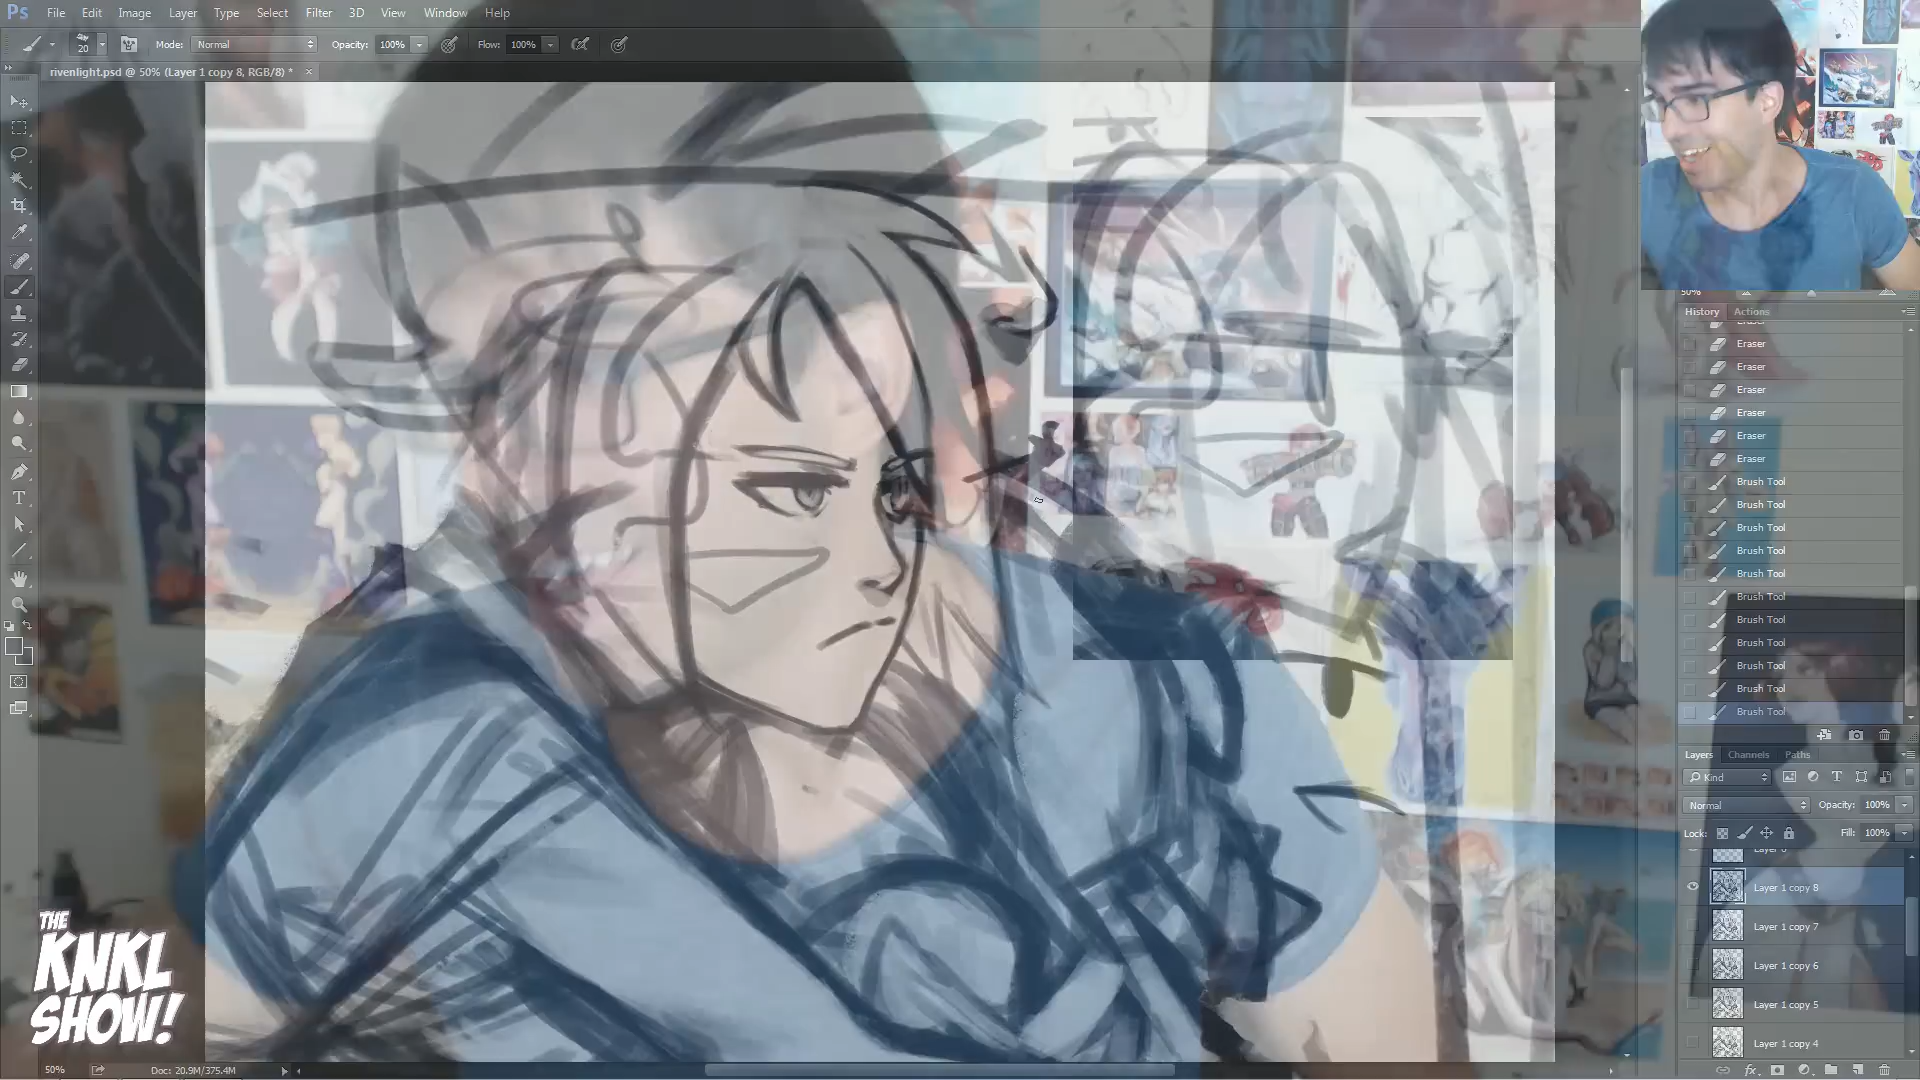 Ps File Edit Image Layer Type Select Filter 3D View Window Help
20 Mode: Normal Opacity: 100% Flow: 100%
rivenlight.psd @ 50% (Layer 1 copy 8, RGB/8) * ×
50%
History Actions
Eraser
Eraser
Eraser
Eraser
Eraser
Eraser
Eraser
Brush Tool
Brush Tool
Brush Tool
Brush Tool
Brush Tool
Brush Tool
Brush Tool
Brush Tool
Brush Tool
Brush Tool
Brush Tool
Layers Channels Paths
Kind
Normal Opacity: 100%
Lock: Fill: 100%
Layer 1 copy 8
Layer 1 copy 7
Layer 1 copy 6
Layer 1 copy 5
Layer 1 copy 4
THE
KNKL
SHOW!
50% Doc: 20.9M/375.4M